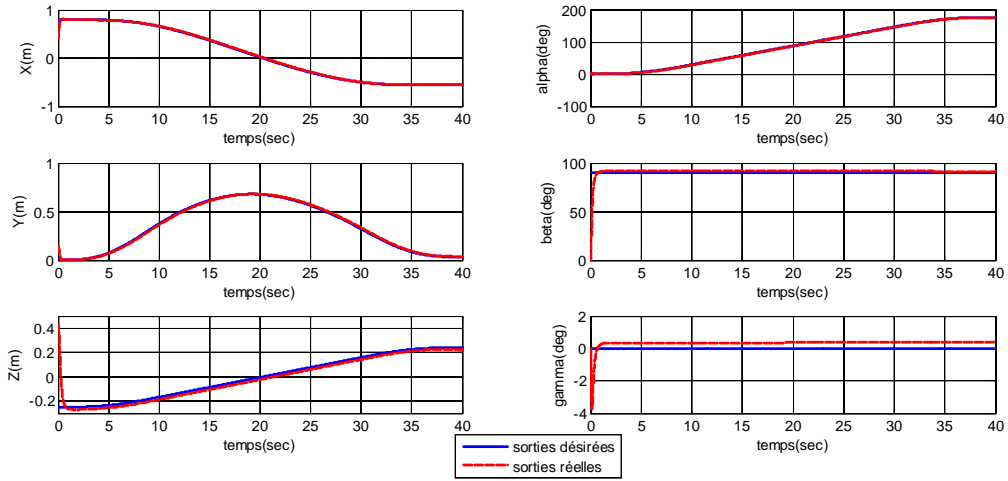 1
0
-1
X(m)
0 5 10 15 20 25 30 35 40
temps(sec)
200
100
0
-100
alpha(deg)
0 5 10 15 20 25 30 35 40
temps(sec)
1
0.5
0
Y(m)
0 5 10 15 20 25 30 35 40
temps(sec)
100
50
0
beta(deg)
0 5 10 15 20 25 30 35 40
temps(sec)
0.4
0.2
0
-0.2
Z(m)
0 5 10 15 20 25 30 35 40
temps(sec)
2
0
-2
-4
gamma(deg)
0 5 10 15 20 25 30 35 40
temps(sec)
sorties désirées
sorties réelles